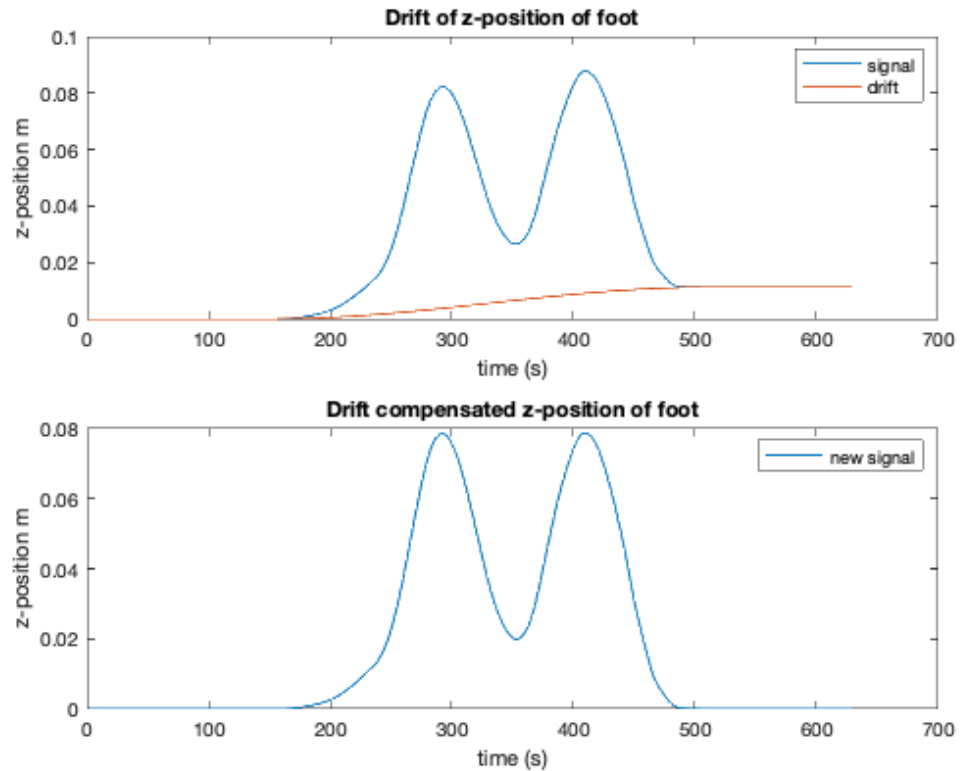 Drift of z-position of foot
0.1
0.08
0.06
0.04
0.02
0
z-position m
signal
drift
0 100 200 300 400 500 600 700
time (s)
Drift compensated z-position of foot
0.08
0.06
0.04
0.02
0
z-position m
new signal
0 100 200 300 400 500 600 700
time (s)